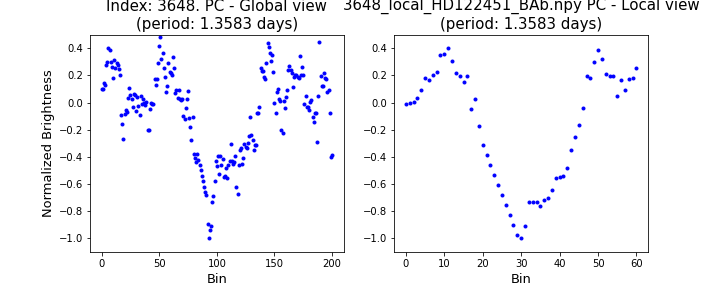 Index: 3648. PC - Global view
(period: 1.3583 days)
3648_local_HD122451_BAb.npy PC - Local view
(period: 1.3583 days)
Normalized Brightness
0.4
0.2
0.0
−0.2
−0.4
−0.6
−0.8
−1.0
0 50 100 150 200
Bin
0.4
0.2
0.0
−0.2
−0.4
−0.6
−0.8
−1.0
0 10 20 30 40 50 60
Bin